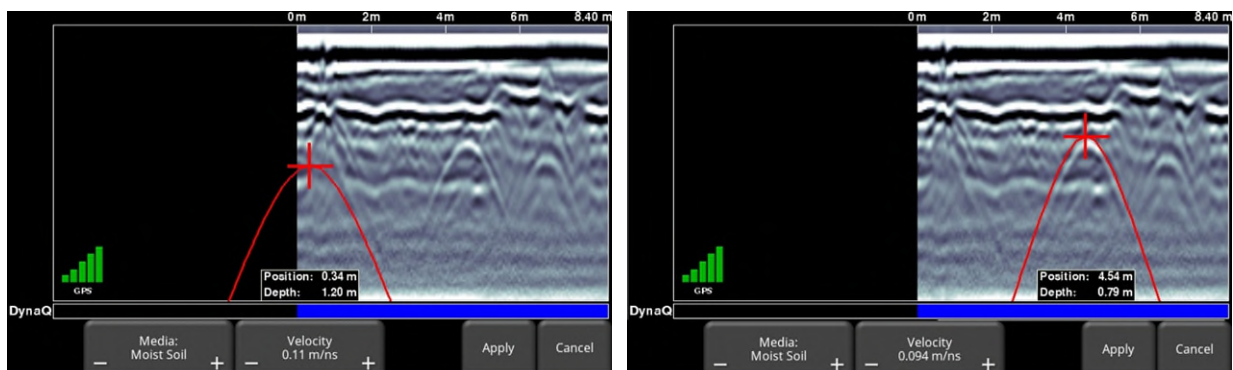 0m 2m 4m 6m 8.40 m
Position: 0.34 m
Depth: 1.20 m
GPS
DynaQ
Media:
Moist Soil
− +
Velocity
0.11 m/ns
− +
Apply
Cancel
0m 2m 4m 6m 8.40 m
Position: 4.54 m
Depth: 0.79 m
GPS
DynaQ
Media:
Moist Soil
− +
Velocity
0.094 m/ns
− +
Apply
Cancel